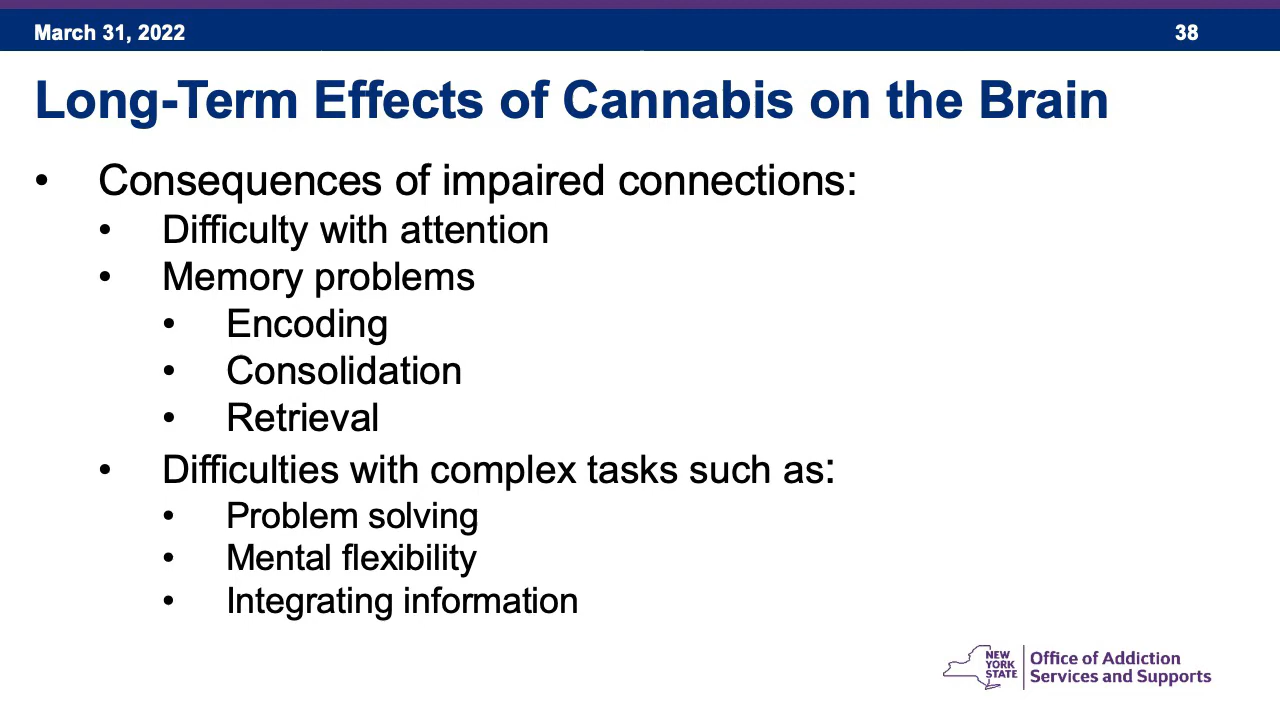 March 31, 2022
38
Long-Term Effects of Cannabis on the Brain
• Consequences of impaired connections:
• Difficulty with attention
• Memory problems
• Encoding
• Consolidation
• Retrieval
• Difficulties with complex tasks such as:
• Problem solving
• Mental flexibility
• Integrating information
NEW
YORK
STATE
Office of Addiction
Services and Supports